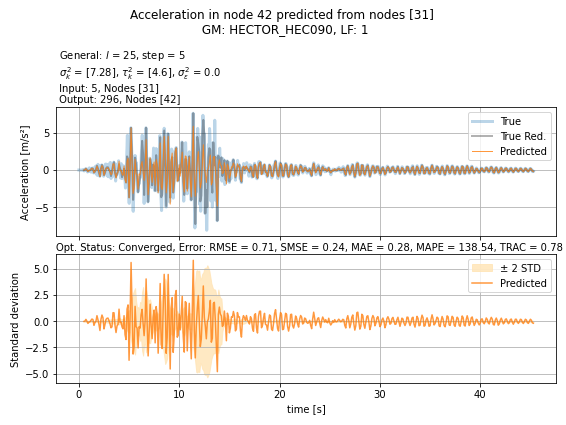 Acceleration in node 42 predicted from nodes [31]
GM: HECTOR_HEC090, LF: 1
General: l = 25, step = 5
σ²ₖ = [7.28], τ²ₖ = [4.6], σ²ε = 0.0
Input: 5, Nodes [31]
Output: 296, Nodes [42]
True
True Red.
Predicted
Acceleration [m/s²]
5
0
−5
Opt. Status: Converged, Error: RMSE = 0.71, SMSE = 0.24, MAE = 0.28, MAPE = 138.54, TRAC = 0.78
± 2 STD
Predicted
Standard deviation
5.0
2.5
0.0
−2.5
−5.0
0 10 20 30 40
time [s]